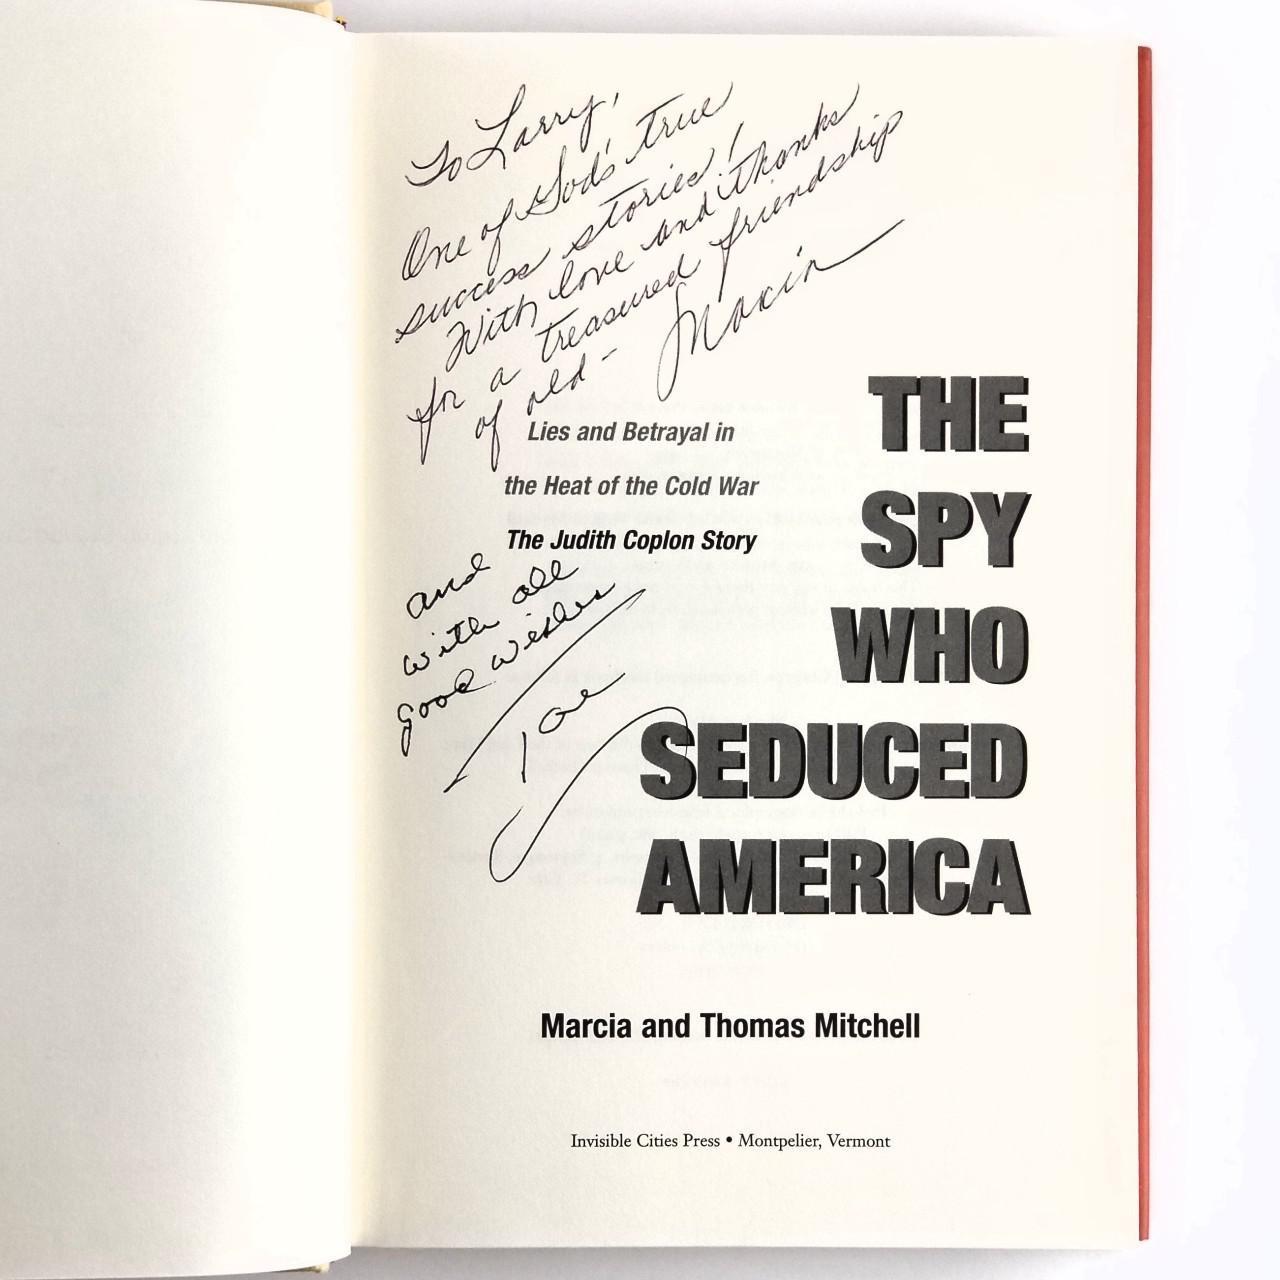 To Larry,
One of God's true
success stories!
With love and thanks
for a treasured friendship
of old –
Lies and Betrayal in
the Heat of the Cold War
The Judith Coplon Story
and
with all
good wishes
THE
SPY
WHO
SEDUCED
AMERICA
Marcia and Thomas Mitchell
Invisible Cities Press • Montpelier, Vermont